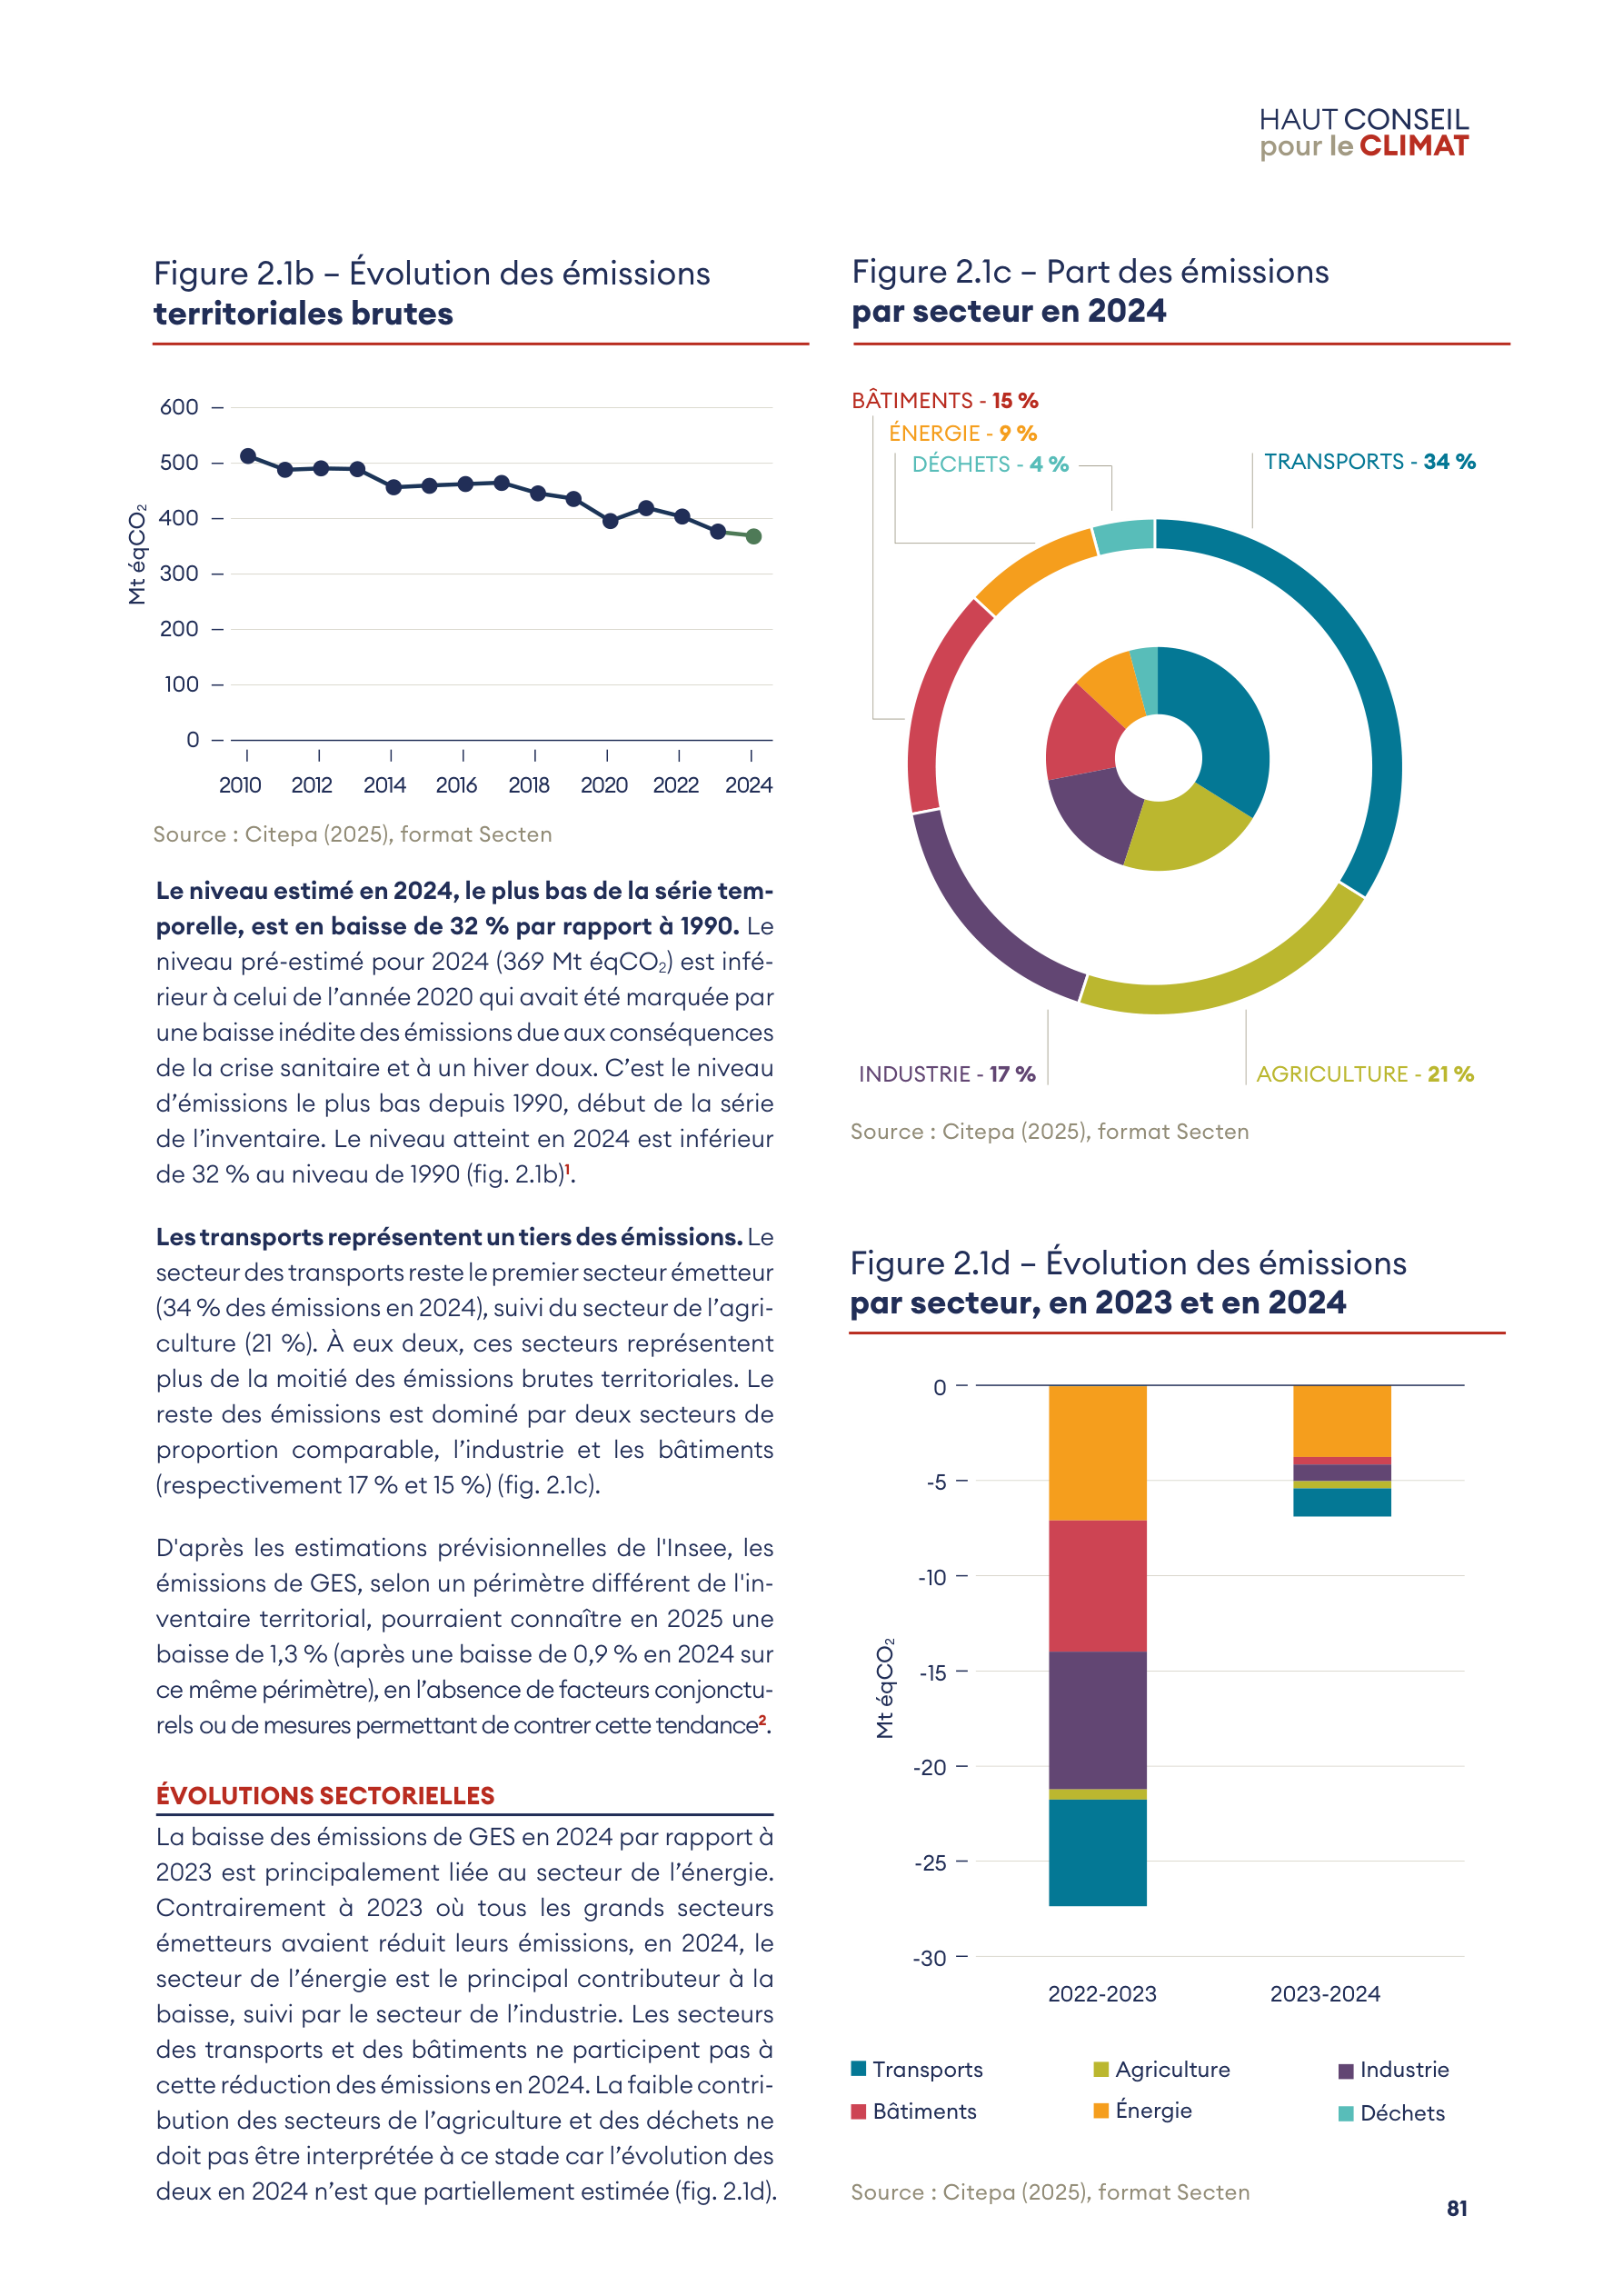 HAUT CONSEIL
pour le CLIMAT
Figure 2.1b – Évolution des émissions
territoriales brutes
600
500
400
300
200
100
0
Mt éqCO₂
2010 2012 2014 2016 2018 2020 2022 2024
Source : Citepa (2025), format Secten
Le niveau estimé en 2024, le plus bas de la série tem-
porelle, est en baisse de 32 % par rapport à 1990. Le
niveau pré-estimé pour 2024 (369 Mt éqCO₂) est infé-
rieur à celui de l’année 2020 qui avait été marquée par
une baisse inédite des émissions due aux conséquences
de la crise sanitaire et à un hiver doux. C’est le niveau
d’émissions le plus bas depuis 1990, début de la série
de l’inventaire. Le niveau atteint en 2024 est inférieur
de 32 % au niveau de 1990 (fig. 2.1b)¹.
Les transports représentent un tiers des émissions. Le
secteur des transports reste le premier secteur émetteur
(34 % des émissions en 2024), suivi du secteur de l’agri-
culture (21 %). À eux deux, ces secteurs représentent
plus de la moitié des émissions brutes territoriales. Le
reste des émissions est dominé par deux secteurs de
proportion comparable, l’industrie et les bâtiments
(respectivement 17 % et 15 %) (fig. 2.1c).
D'après les estimations prévisionnelles de l'Insee, les
émissions de GES, selon un périmètre différent de l'in-
ventaire territorial, pourraient connaître en 2025 une
baisse de 1,3 % (après une baisse de 0,9 % en 2024 sur
ce même périmètre), en l’absence de facteurs conjonctu-
rels ou de mesures permettant de contrer cette tendance².
ÉVOLUTIONS SECTORIELLES
La baisse des émissions de GES en 2024 par rapport à
2023 est principalement liée au secteur de l’énergie.
Contrairement à 2023 où tous les grands secteurs
émetteurs avaient réduit leurs émissions, en 2024, le
secteur de l’énergie est le principal contributeur à la
baisse, suivi par le secteur de l’industrie. Les secteurs
des transports et des bâtiments ne participent pas à
cette réduction des émissions en 2024. La faible contri-
bution des secteurs de l’agriculture et des déchets ne
doit pas être interprétée à ce stade car l’évolution des
deux en 2024 n’est que partiellement estimée (fig. 2.1d).
Figure 2.1c – Part des émissions
par secteur en 2024
BÂTIMENTS - 15 %
ÉNERGIE - 9 %
DÉCHETS - 4 %
TRANSPORTS - 34 %
INDUSTRIE - 17 %
AGRICULTURE - 21 %
Source : Citepa (2025), format Secten
Figure 2.1d – Évolution des émissions
par secteur, en 2023 et en 2024
0
-5
-10
-15
-20
-25
-30
Mt éqCO₂
2022-2023 2023-2024
Transports Agriculture Industrie
Bâtiments Énergie Déchets
Source : Citepa (2025), format Secten
81